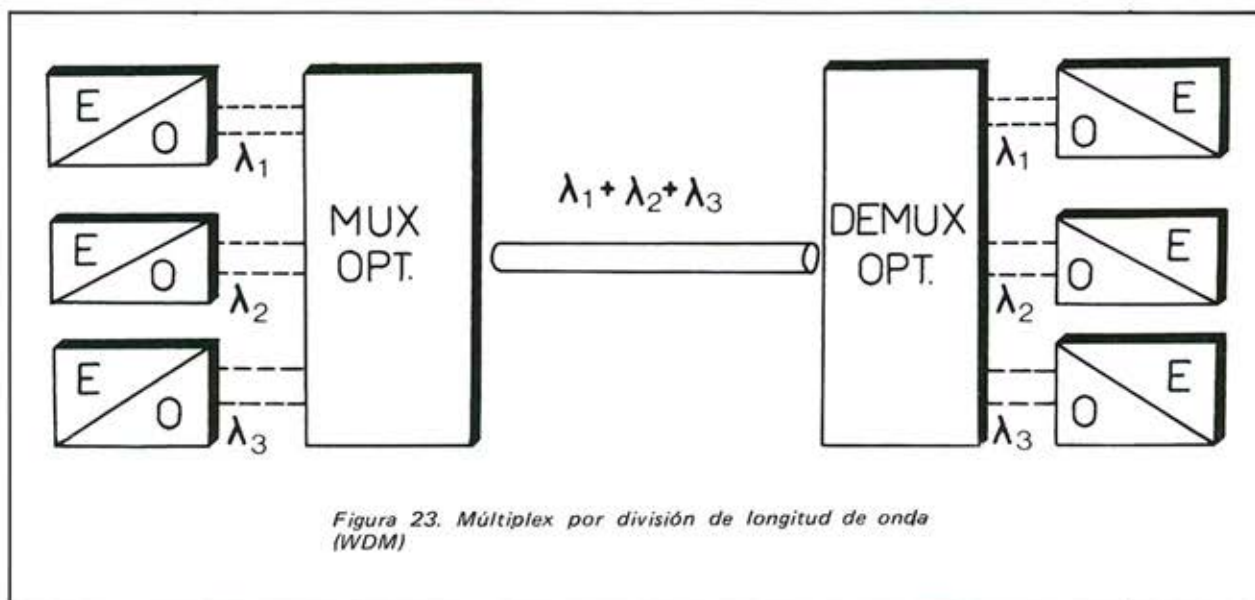 E
O
λ1
E
O
λ2
E
O
λ3
MUX
OPT.
λ1 + λ2 + λ3
DEMUX
OPT.
E
O
λ1
E
O
λ2
E
O
λ3
Figura 23. Múltiplex por división de longitud de onda
(WDM)